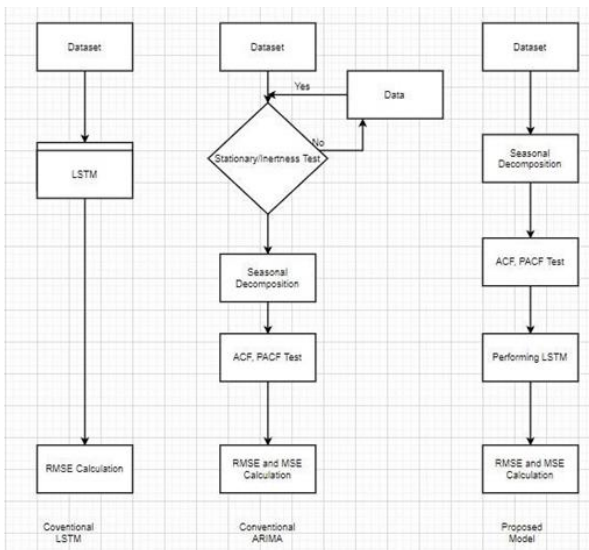 Dataset
LSTM
RMSE Calculation
Coventional
LSTM
Dataset
Yes
Data
No
Stationary/Inertness Test
Seasonal
Decomposition
ACF, PACF Test
RMSE and MSE
Calculation
Conventional
ARIMA
Dataset
Seasonal
Decomposition
ACF, PACF Test
Performing LSTM
RMSE and MSE
Calculation
Proposed
Model